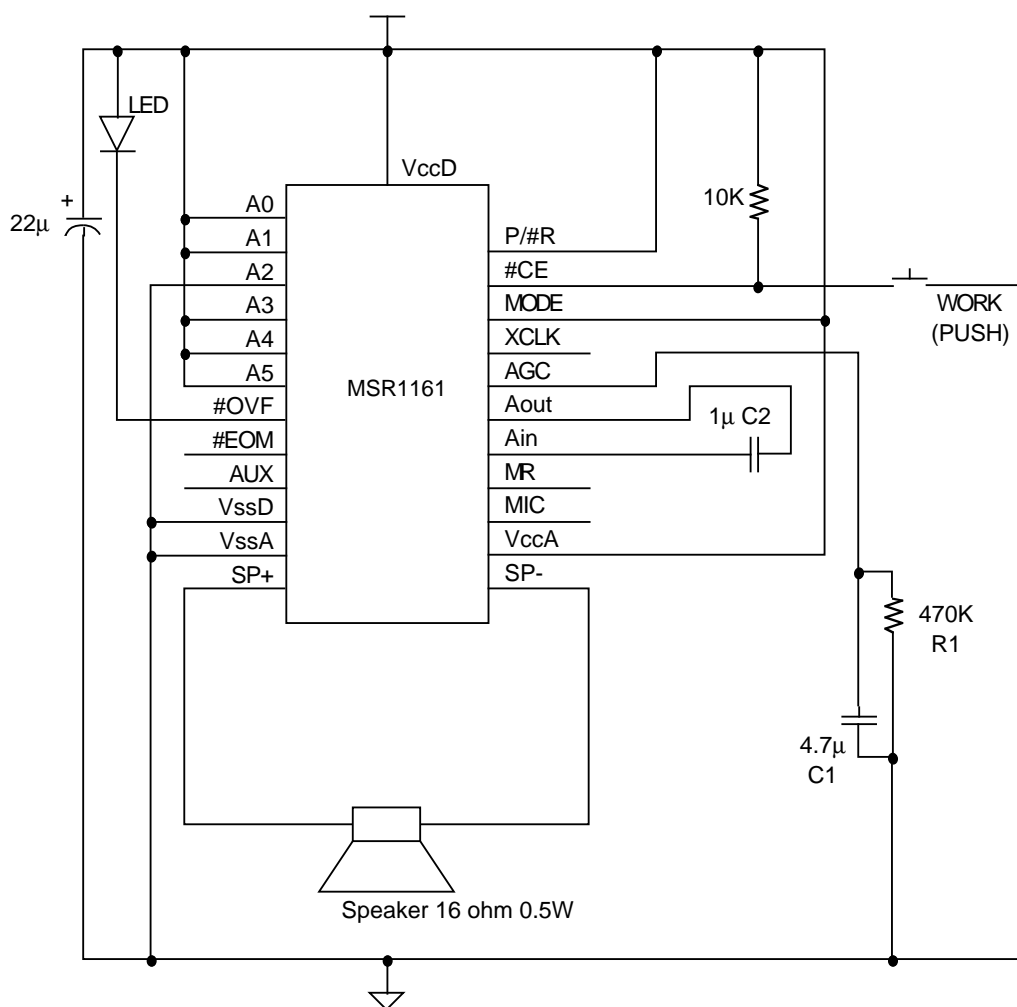 LED
VccD
22μ
+
A0
A1
A2
A3
A4
A5
#OVF
#EOM
AUX
VssD
VssA
SP+
MSR1161
P/#R
#CE
MODE
XCLK
AGC
Aout
Ain
MR
MIC
VccA
SP-
10K
WORK
(PUSH)
1μ C2
470K
R1
4.7μ
C1
Speaker 16 ohm 0.5W